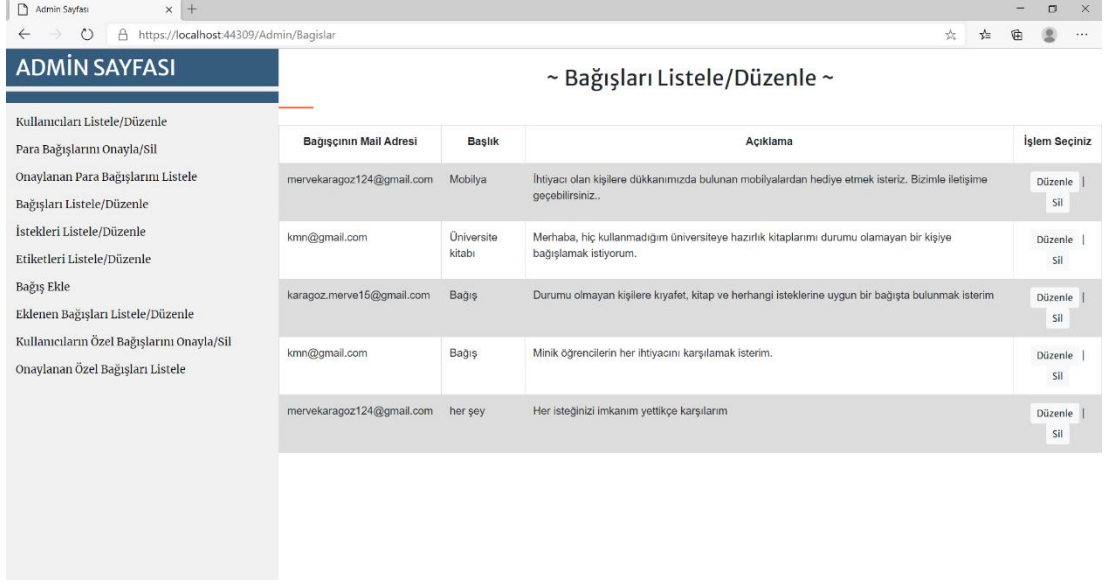 Admin Sayfası
https://localhost:44309/Admin/Bagislar
ADMİN SAYFASI
Kullanıcıları Listele/Düzenle
Para Bağışlarını Onayla/Sil
Onaylanan Para Bağışlarını Listele
Bağışları Listele/Düzenle
İstekleri Listele/Düzenle
Etiketleri Listele/Düzenle
Bağış Ekle
Eklenen Bağışları Listele/Düzenle
Kullanıcıların Özel Bağışlarını Onayla/Sil
Onaylanan Özel Bağışları Listele
~ Bağışları Listele/Düzenle ~
Bağışçının Mail Adresi Başlık Açıklama İşlem Seçiniz
mervekaragoz124@gmail.com Mobilya İhtiyacı olan kişilere dükkanımızda bulunan mobilyalardan hediye etmek isteriz. Bizimle iletişime Düzenle |
geçebilirsiniz.. Sil
kmn@gmail.com Üniversite Merhaba, hiç kullanmadığım üniversiteye hazırlık kitaplarımı durumu olamayan bir kişiye Düzenle |
kitabı bağışlamak istiyorum. Sil
karagoz.merve15@gmail.com Bağış Durumu olmayan kişilere kıyafet, kitap ve herhangi isteklerine uygun bir bağışta bulunmak isterim Düzenle |
Sil
kmn@gmail.com Bağış Minik öğrencilerin her ihtiyacını karşılamak isterim. Düzenle |
Sil
mervekaragoz124@gmail.com her şey Her isteğinizi imkanım yettikçe karşılarım Düzenle |
Sil